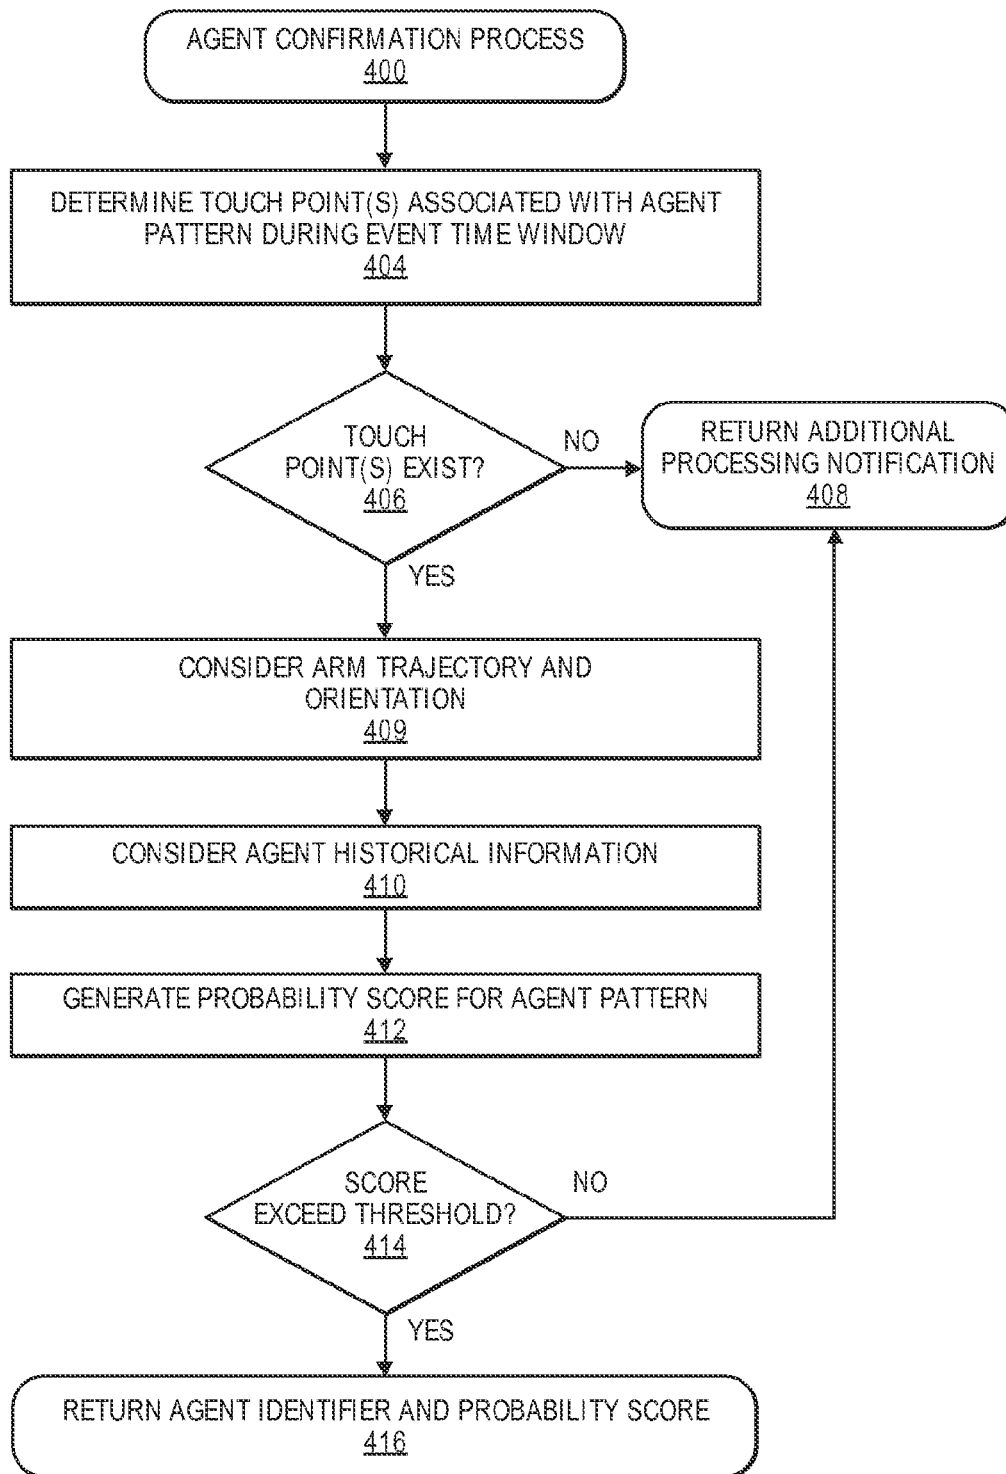 AGENT CONFIRMATION PROCESS
400
DETERMINE TOUCH POINT(S) ASSOCIATED WITH AGENT
PATTERN DURING EVENT TIME WINDOW
404
TOUCH
POINT(S) EXIST?
406
NO
RETURN ADDITIONAL
PROCESSING NOTIFICATION
408
YES
CONSIDER ARM TRAJECTORY AND
ORIENTATION
409
CONSIDER AGENT HISTORICAL INFORMATION
410
GENERATE PROBABILITY SCORE FOR AGENT PATTERN
412
SCORE
EXCEED THRESHOLD?
414
NO
YES
RETURN AGENT IDENTIFIER AND PROBABILITY SCORE
416